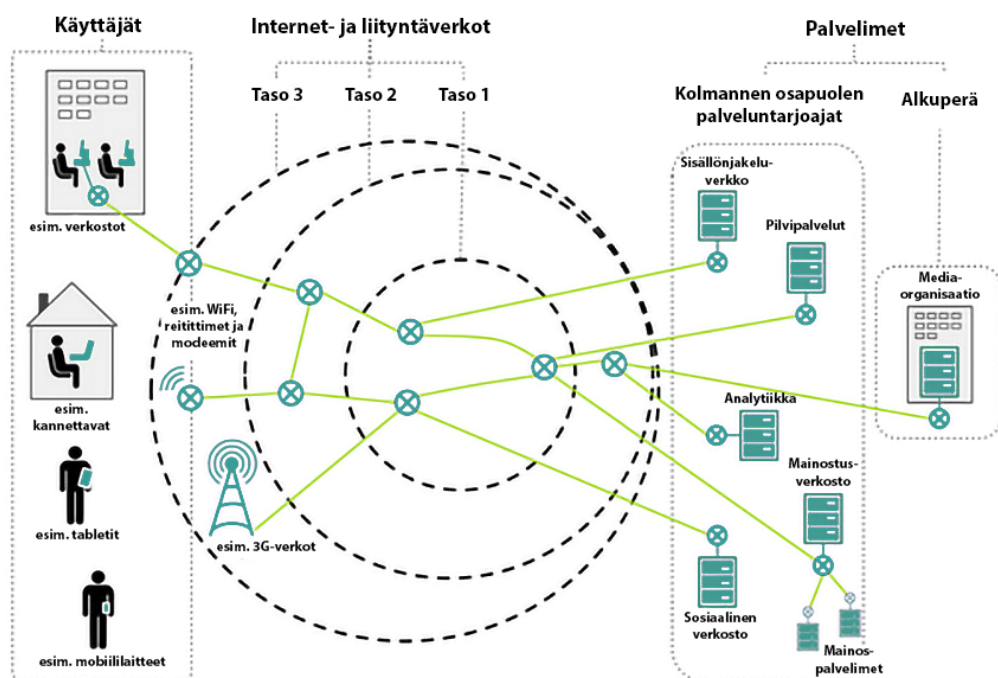 Käyttäjät
Internet- ja liityntäverkot
Palvelimet
Taso 3
Taso 2
Taso 1
Kolmannen osapuolen
palveluntarjoajat
Alkuperä
Sisällönjakelu-
verkko
Pilvipalvelut
esim. verkostot
Media-
organisaatio
esim. WiFi,
reitittimet ja
modeemit
esim.
kannettavat
Analytiikka
Mainostus-
verkosto
esim. tabletit
esim. 3G-verkot
Sosiaalinen
verkosto
Mainos-
palvelimet
esim. mobiililaitteet